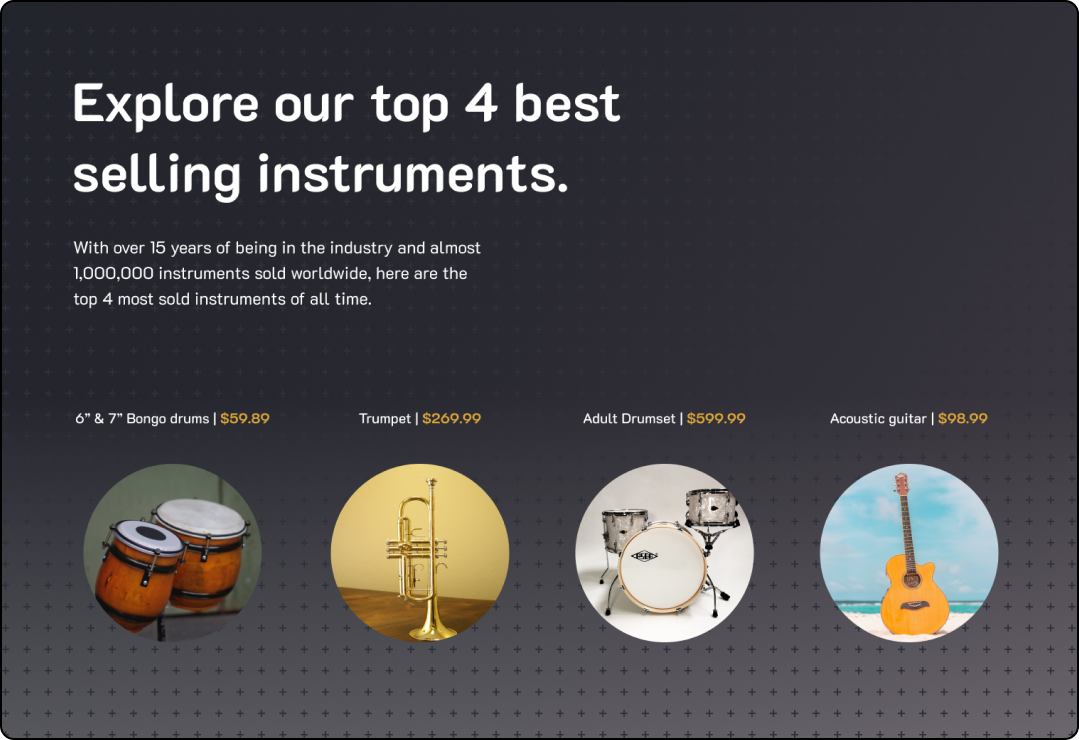 Explore our top 4 best
selling instruments.
With over 15 years of being in the industry and almost
1,000,000 instruments sold worldwide, here are the
top 4 most sold instruments of all time.
6” & 7” Bongo drums | $59.89
Trumpet | $269.99
Adult Drumset | $599.99
Acoustic guitar | $98.99